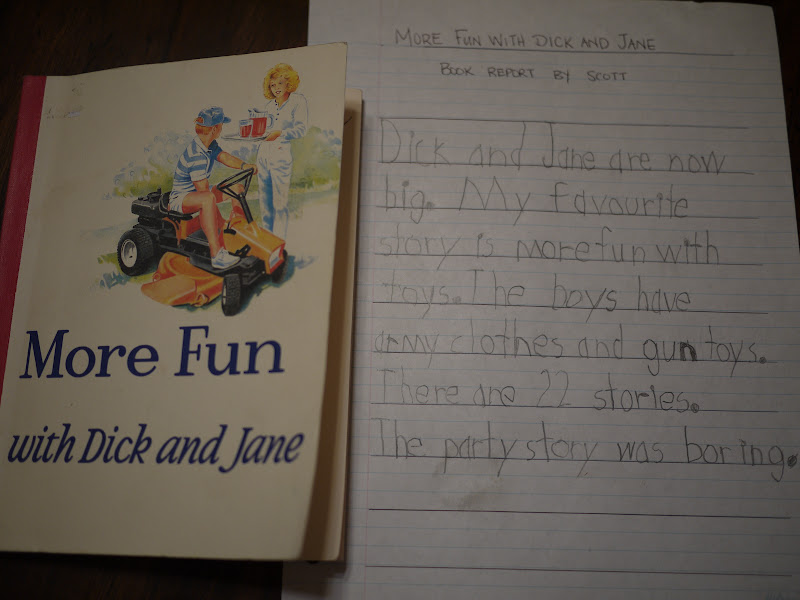 More Fun
with Dick and Jane
MORE FUN WITH DICK AND JANE
BOOK REPORT BY SCOTT
Dick and Jane are now
big. My favourite
story is more fun with
toys. The boys have
army clothes and gun toys.
There are 22 stories.
The party story was boring.